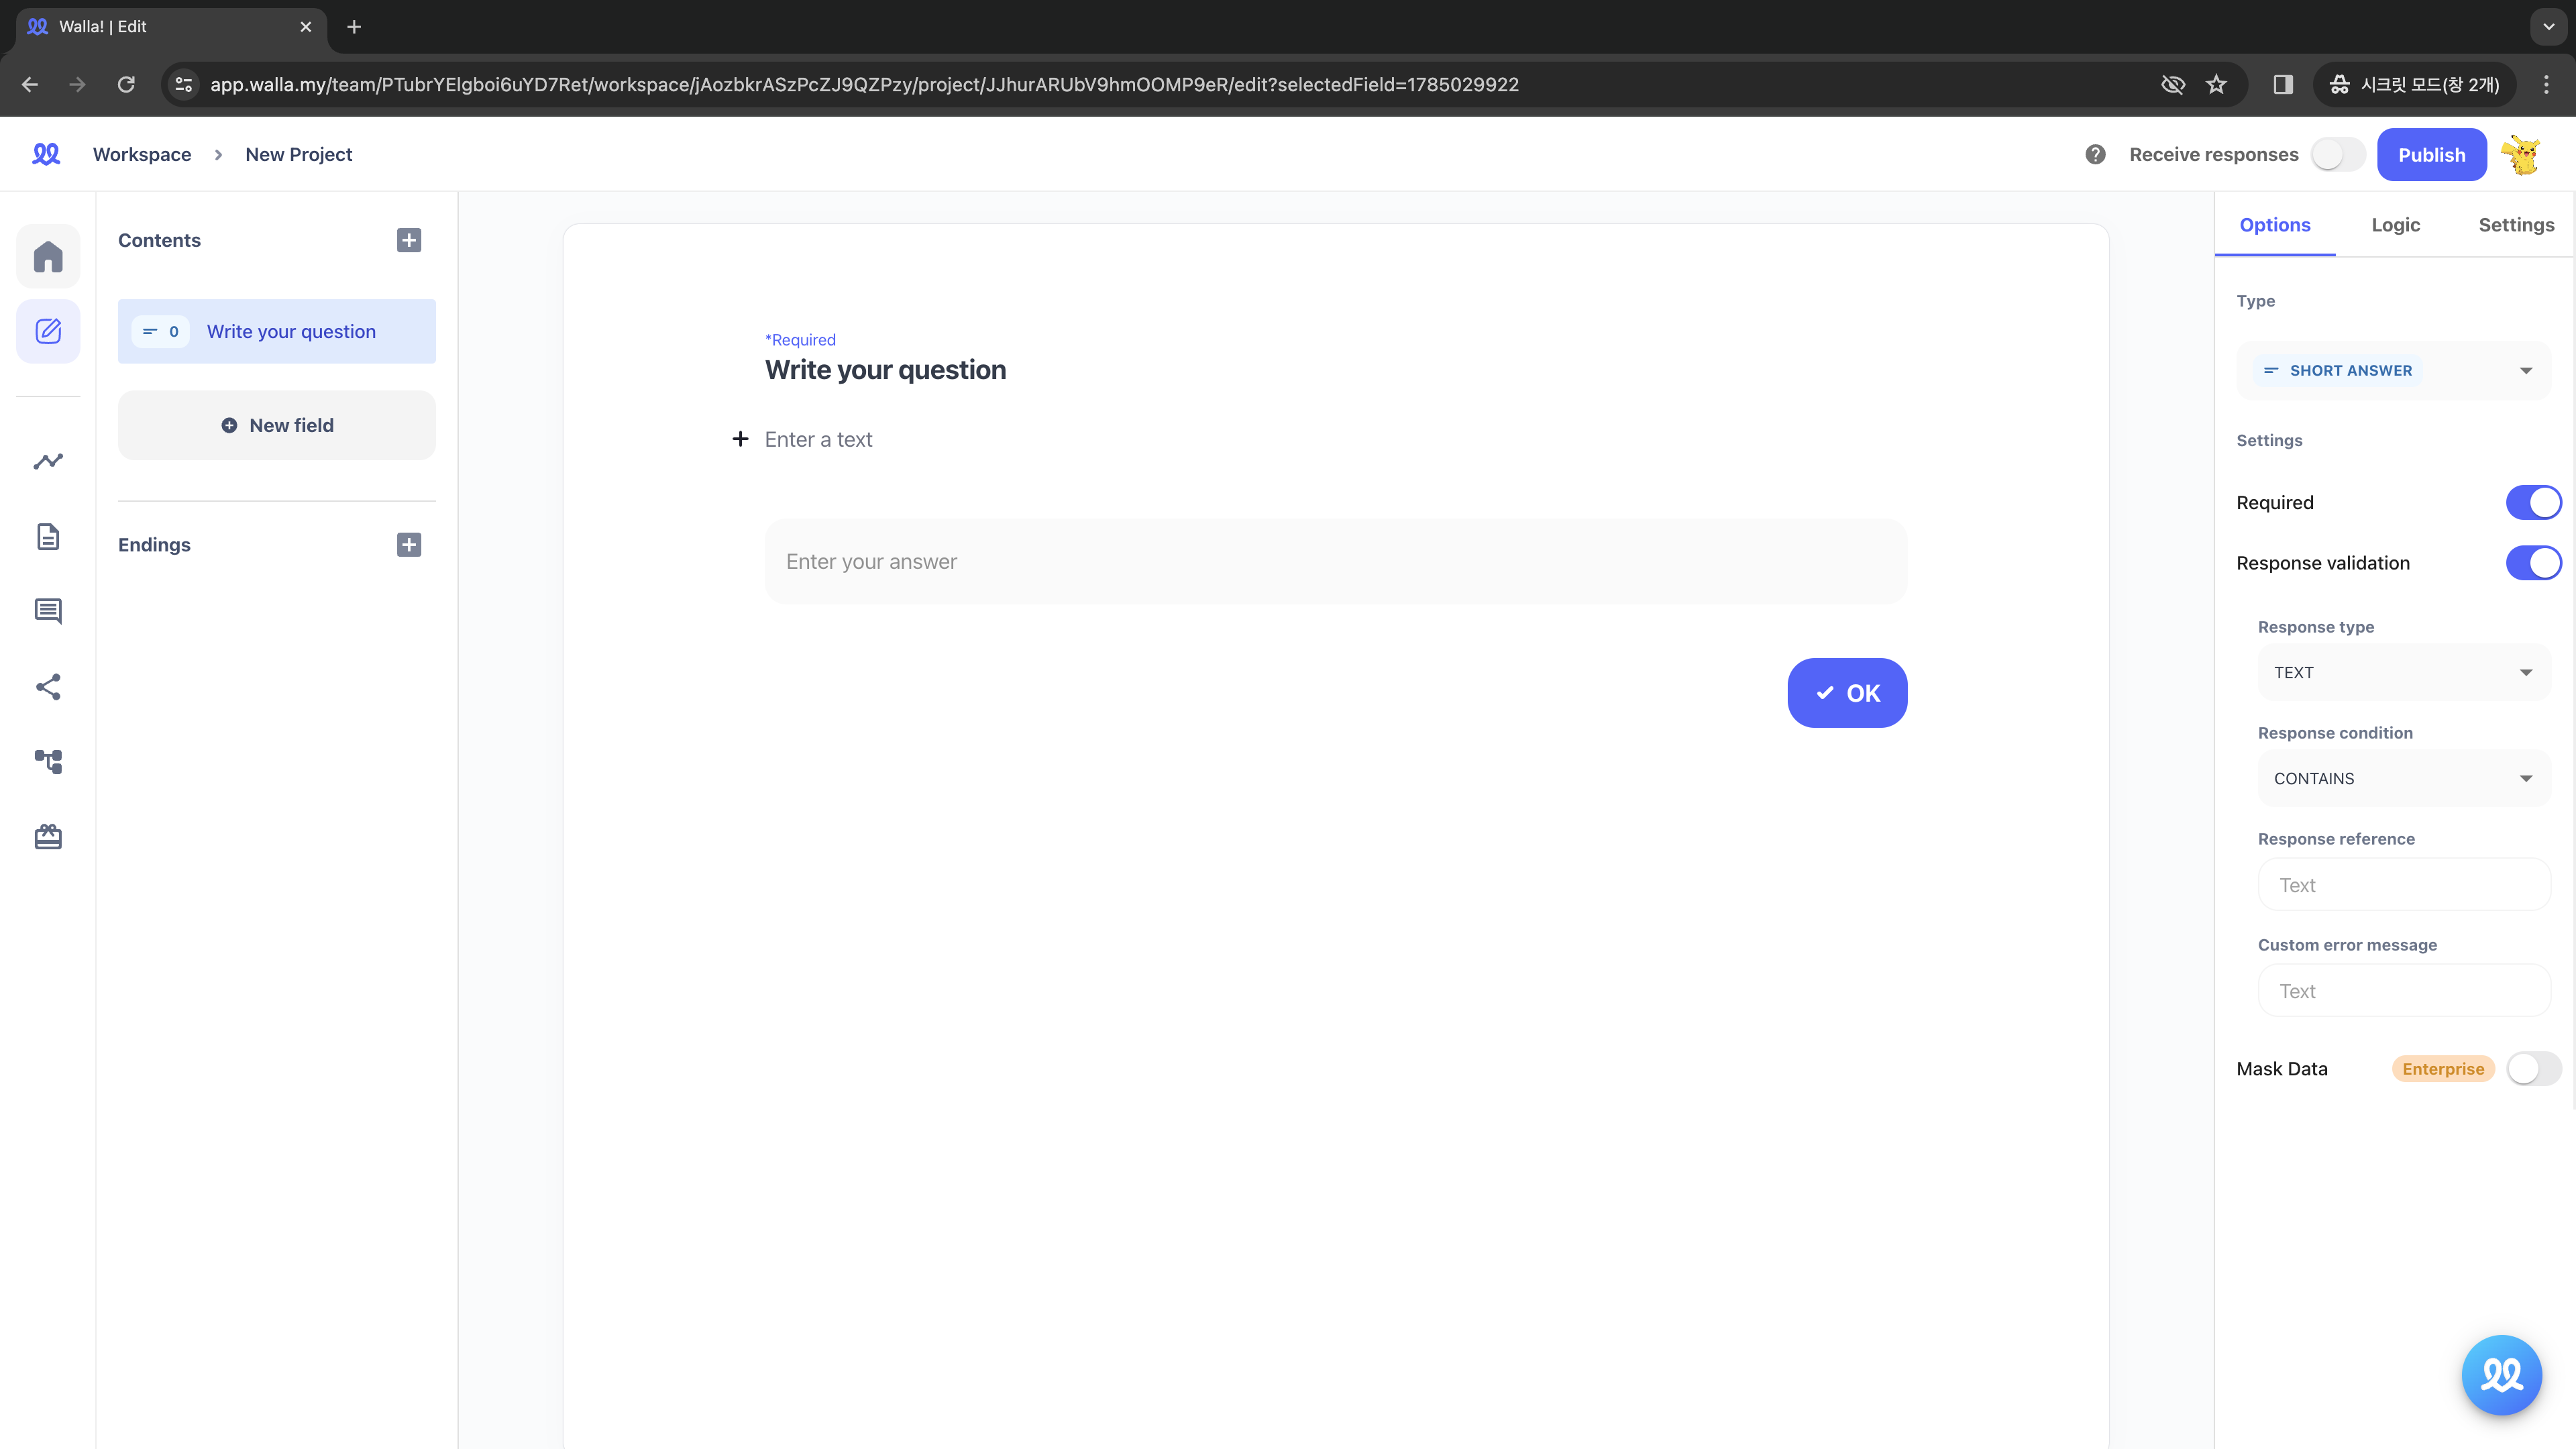 Walla! | Edit
app.walla.my/team/PTubrYElgboi6uYD7Ret/workspace/jAozbkrASzPcZJ9QZPzy/project/JJhurARUbV9hmOOMP9eR/edit?selectedField=1785029922
시크릿 모드(창 2개)
Workspace
New Project
Receive responses
Publish
Contents
0 Write your question
New field
Endings
*Required
Write your question
Enter a text
Enter your answer
OK
Options Logic Settings
Type
SHORT ANSWER
Settings
Required
Response validation
Response type
TEXT
Response condition
CONTAINS
Response reference
Text
Custom error message
Text
Mask Data Enterprise